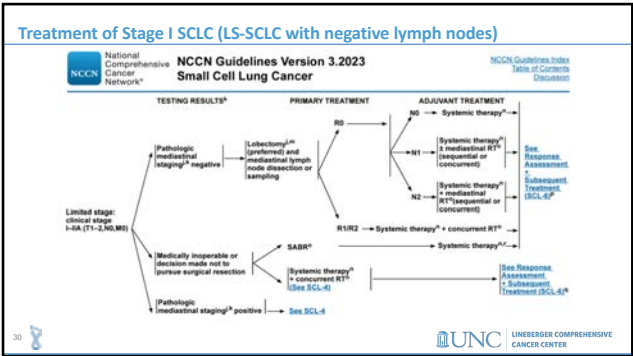 Treatment of Stage I SCLC (LS-SCLC with negative lymph nodes)
National
Comprehensive
NCCN Cancer
Network®
NCCN Guidelines Version 3.2023
Small Cell Lung Cancer
NCCN Guidelines Index
Table of Contents
Discussion
TESTING RESULTS
PRIMARY TREATMENT
ADJUVANT TREATMENT
Limited stage:
clinical stage
I–IIA (T1–2,N0,M0)
Pathologic
mediastinal
staging negative
Lobectomy
(preferred) and
mediastinal lymph
node dissection or
sampling
R0
N0
Systemic therapy
N1
Systemic therapy
± mediastinal RT
(sequential or
concurrent)
N2
Systemic therapy
+ mediastinal
RT (sequential or
concurrent)
R1/R2
Systemic therapy + concurrent RT
See
Response
Assessment
+
Subsequent
Treatment
(SCL-6)
Medically inoperable or
decision made not to
pursue surgical resection
SABR
Systemic therapy
Systemic therapy
+ concurrent RT
(See SCL-4)
See Response
Assessment
+ Subsequent
Treatment (SCL-6)
Pathologic
mediastinal staging positive
See SCL-4
30
UNC
LINEBERGER COMPREHENSIVE
CANCER CENTER